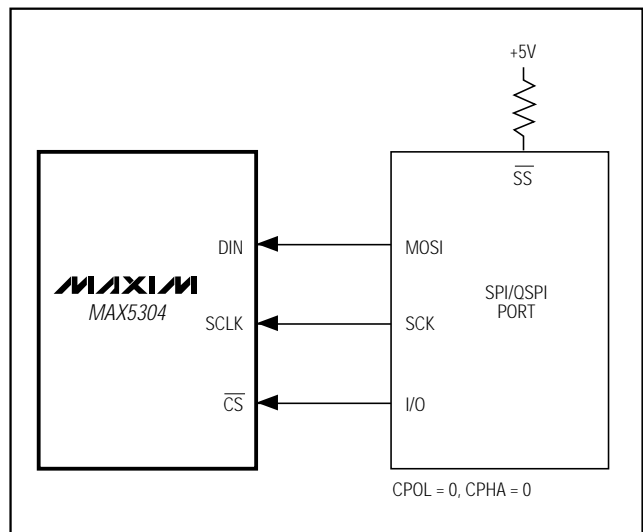 +5V
SS
DIN
MOSI
MAXIM
MAX5304
SPI/QSPI
PORT
SCLK
SCK
CS
I/O
CPOL = 0, CPHA = 0